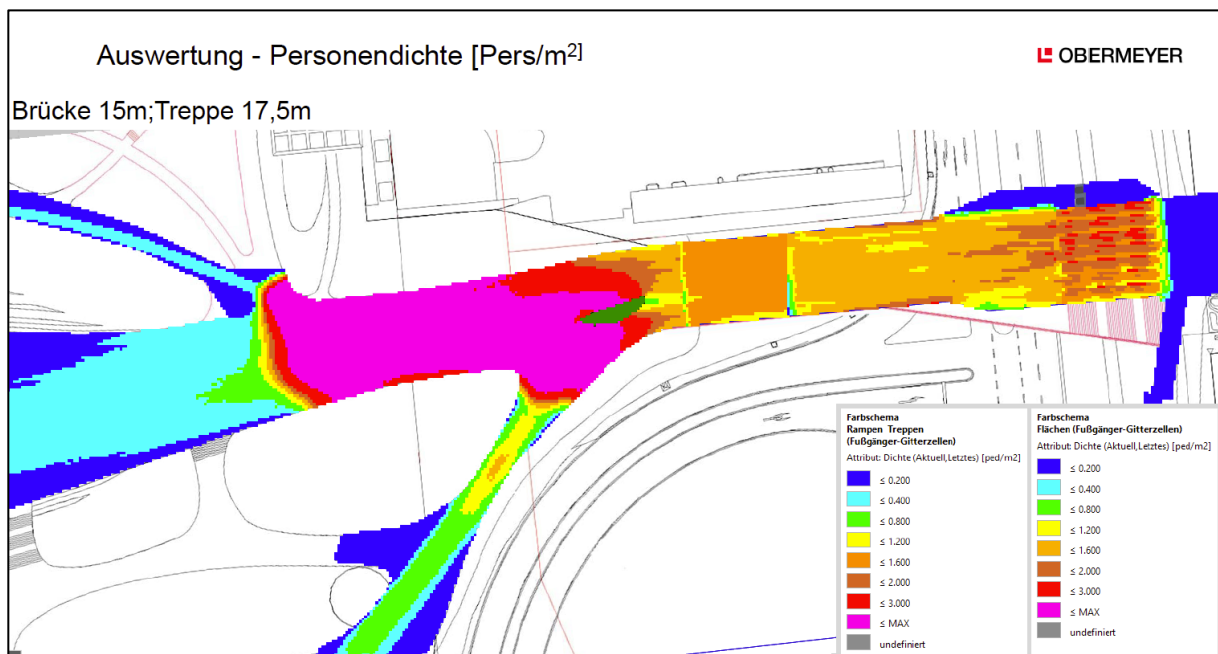 Auswertung - Personendichte [Pers/m²]
OBERMEYER
Brücke 15m;Treppe 17,5m
Farbschema
Rampen Treppen
(Fußgänger-Gitterzellen)
Attribut: Dichte (Aktuell,Letztes) [ped/m2]
≤ 0.200
≤ 0.400
≤ 0.800
≤ 1.200
≤ 1.600
≤ 2.000
≤ 3.000
≤ MAX
undefiniert
Farbschema
Flächen (Fußgänger-Gitterzellen)
Attribut: Dichte (Aktuell,Letztes) [ped/m2]
≤ 0.200
≤ 0.400
≤ 0.800
≤ 1.200
≤ 1.600
≤ 2.000
≤ 3.000
≤ MAX
undefiniert